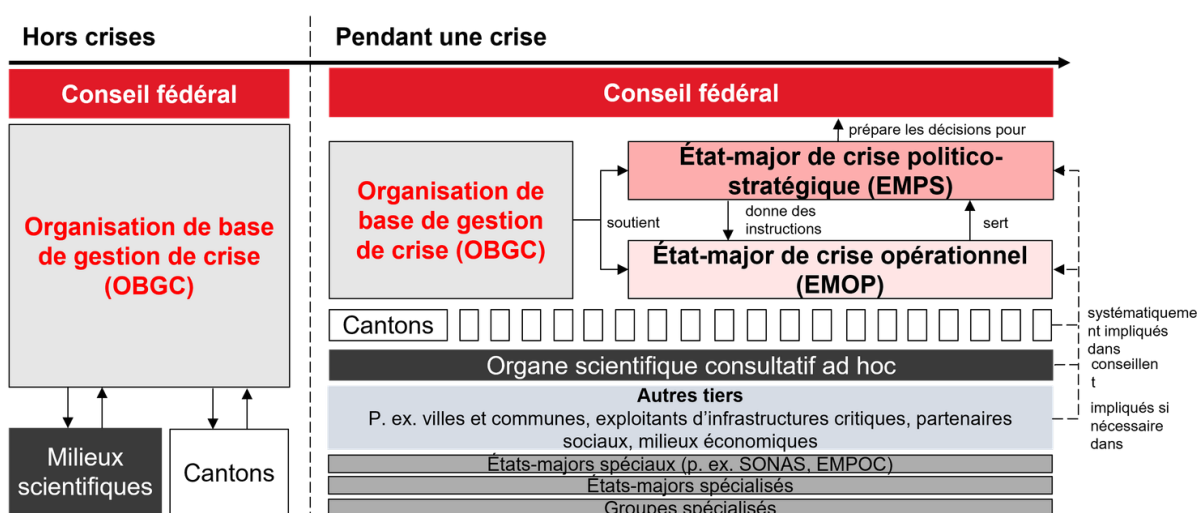 Hors crises
Pendant une crise
Conseil fédéral
Organisation de base
de gestion de crise
(OBGC)
Milieux
scientifiques
Cantons
Conseil fédéral
prépare les décisions pour
Organisation de
base de gestion
de crise (OBGC)
soutient
État-major de crise politico-
stratégique (EMPS)
donne des
instructions
sert
État-major de crise opérationnel
(EMOP)
Cantons
systématiqueme
nt impliqués
dans
Organe scientifique consultatif ad hoc
conseillen
t
Autres tiers
P. ex. villes et communes, exploitants d'infrastructures critiques, partenaires
sociaux, milieux économiques
impliqués si
nécessaire
dans
États-majors spéciaux (p. ex. SONAS, EMPOC)
États-majors spécialisés
Groupes spécialisés